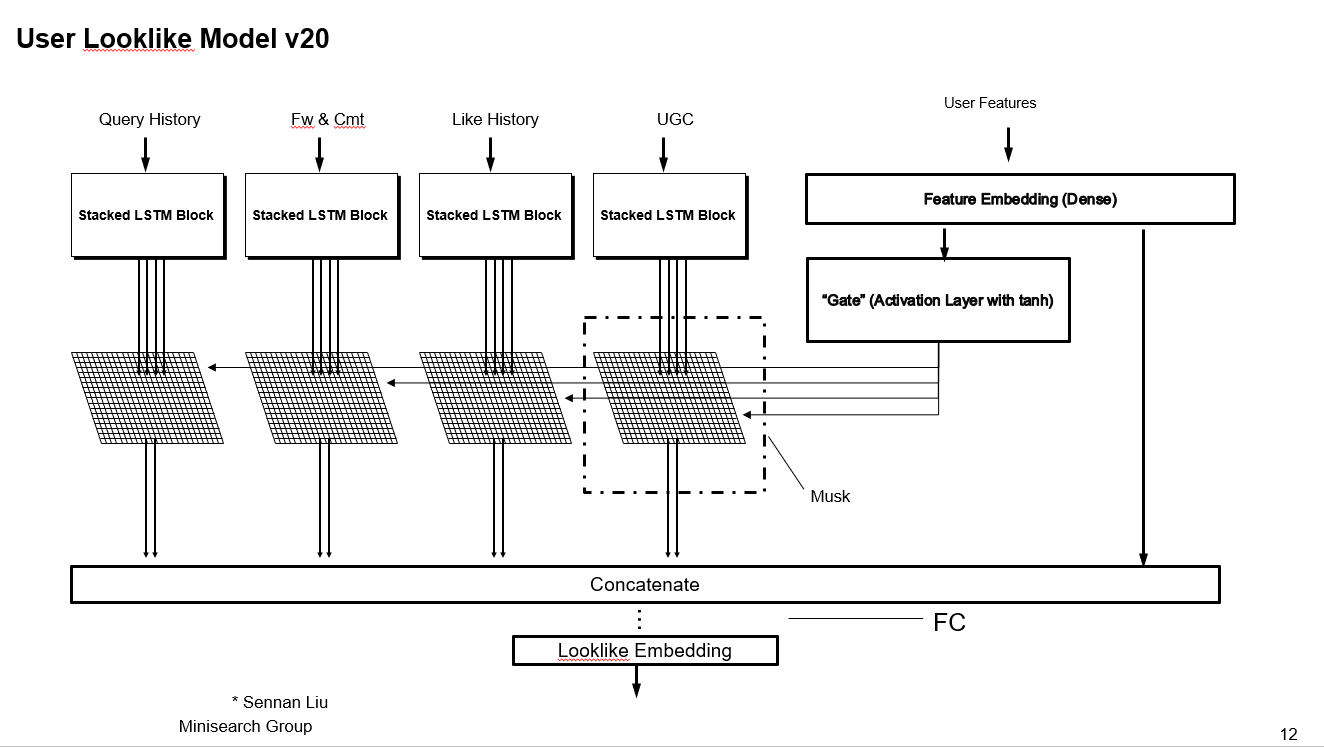 User Looklike Model v20
User Features
Query History
Fw & Cmt
Like History
UGC
Stacked LSTM Block
Stacked LSTM Block
Stacked LSTM Block
Stacked LSTM Block
Feature Embedding (Dense)
“Gate” (Activation Layer with tanh)
Musk
Concatenate
FC
Looklike Embedding
* Sennan Liu
Minisearch Group
12